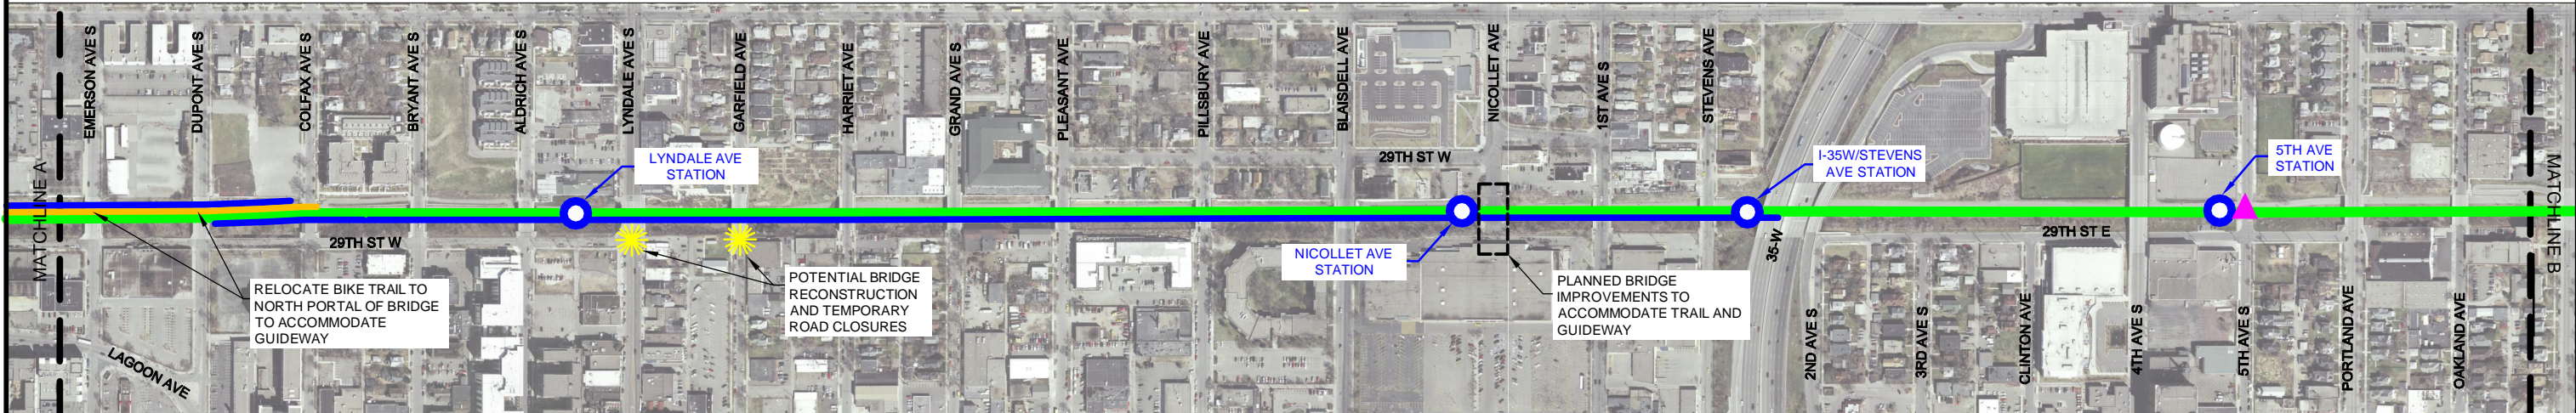 MATCHLINE A
EMERSON AVE S
DUPONT AVE S
COLFAX AVE S
BRYANT AVE S
ALDRICH AVE S
LYNDALE AVE S
GARFIELD AVE
HARRIET AVE
GRAND AVE S
PLEASANT AVE
PILLSBURY AVE
BLAISDELL AVE
NICOLLET AVE
1ST AVE S
STEVENS AVE
MATCHLINE B
LYNDALE AVE
STATION
29TH ST W
I-35W/STEVENS
AVE STATION
5TH AVE
STATION
29TH ST W
NICOLLET AVE
STATION
35-W
29TH ST E
RELOCATE BIKE TRAIL TO
NORTH PORTAL OF BRIDGE
TO ACCOMMODATE
GUIDEWAY
POTENTIAL BRIDGE
RECONSTRUCTION
AND TEMPORARY
ROAD CLOSURES
PLANNED BRIDGE
IMPROVEMENTS TO
ACCOMMODATE TRAIL AND
GUIDEWAY
LAGOON AVE
2ND AVE S
3RD AVE S
CLINTON AVE
4TH AVE S
5TH AVE S
PORTLAND AVE
OAKLAND AVE